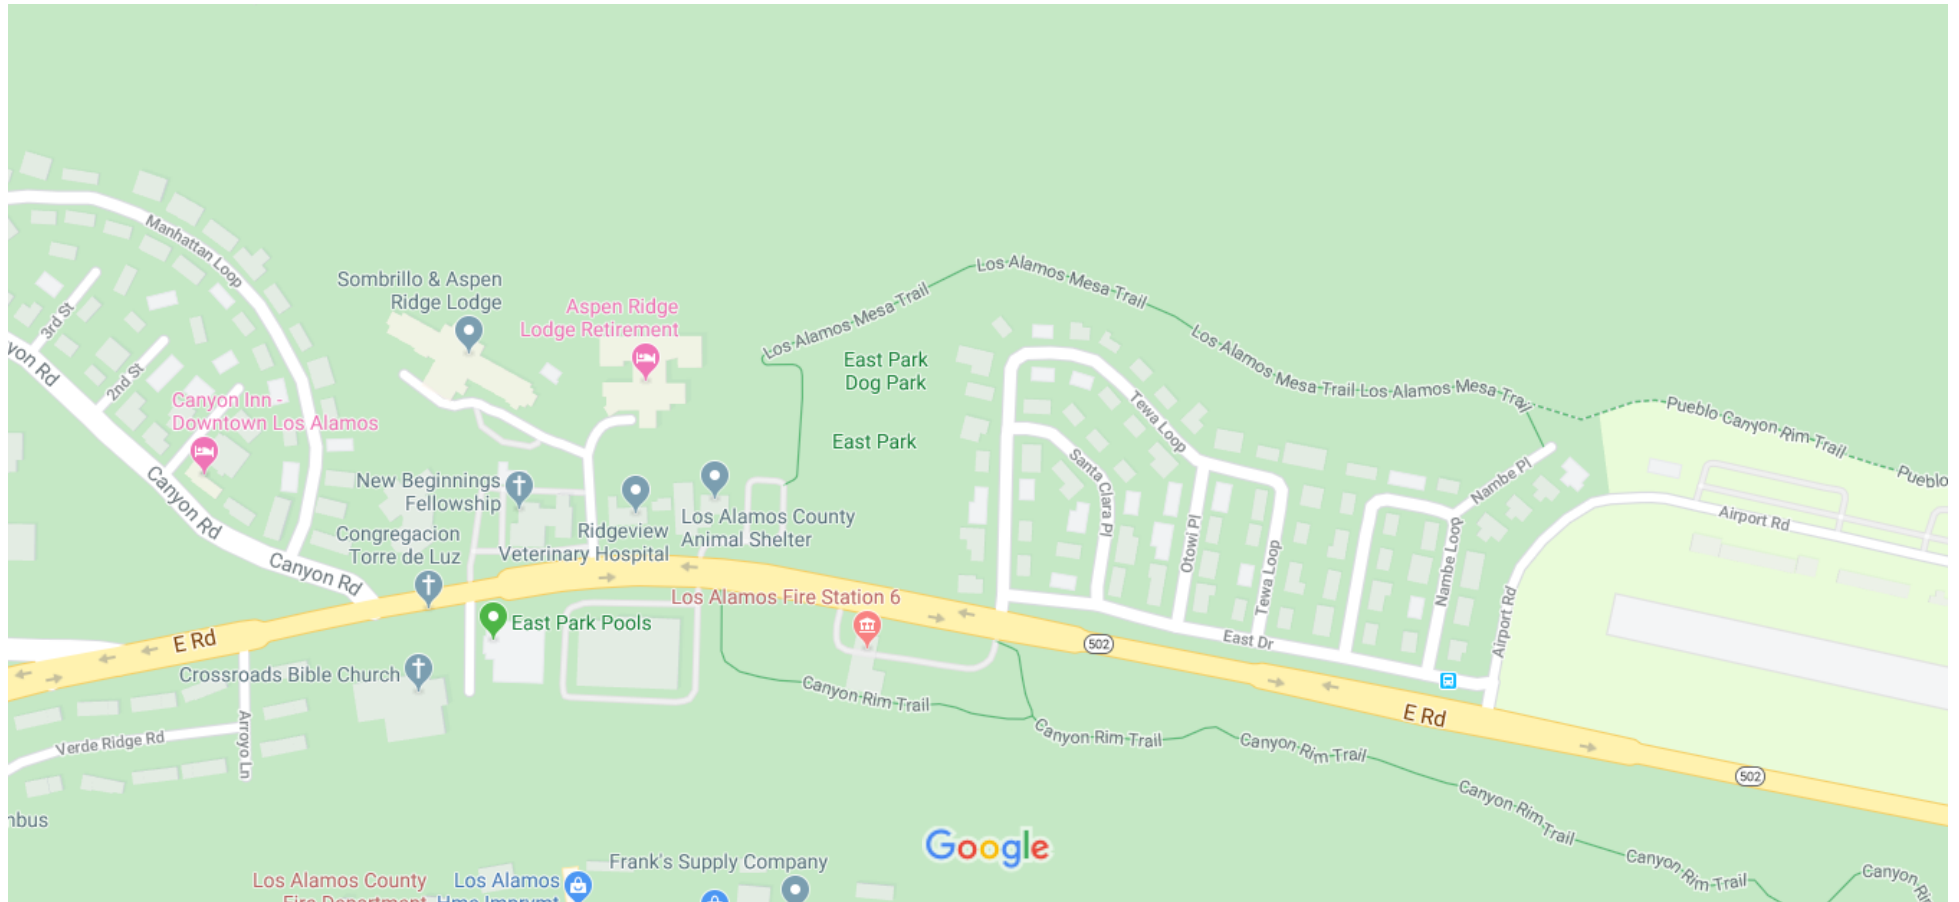 Manhattan Loop
3rd St
2nd St
yon Rd
Canyon Inn -
Downtown Los Alamos
Canyon Rd
Canyon Rd
Sombrillo & Aspen
Ridge Lodge
Aspen Ridge
Lodge Retirement
New Beginnings
Fellowship
Congregacion
Torre de Luz
Ridgeview
Veterinary Hospital
Los Alamos County
Animal Shelter
Los Alamos Mesa Trail
Los Alamos Mesa Trail
Los Alamos Mesa Trail
Los Alamos Mesa Trail
East Park
Dog Park
East Park
Tewa Loop
Santa Clara Pl
Otowi Pl
Tewa Loop
Nambe Loop
Nambe Pl
Pueblo Canyon Rim Trail
Pueblo
Airport Rd
Airport Rd
East Dr
Los Alamos Fire Station 6
East Park Pools
E Rd
502
E Rd
502
Crossroads Bible Church
Verde Ridge Rd
Arroyo Ln
Canyon Rim Trail
Canyon Rim Trail
Canyon Rim Trail
Canyon Rim Trail
Canyon Rim Trail
Canyon Ri
nbus
Google
Frank's Supply Company
Los Alamos County
Fire Department
Los Alamos
Hme Imprvmt